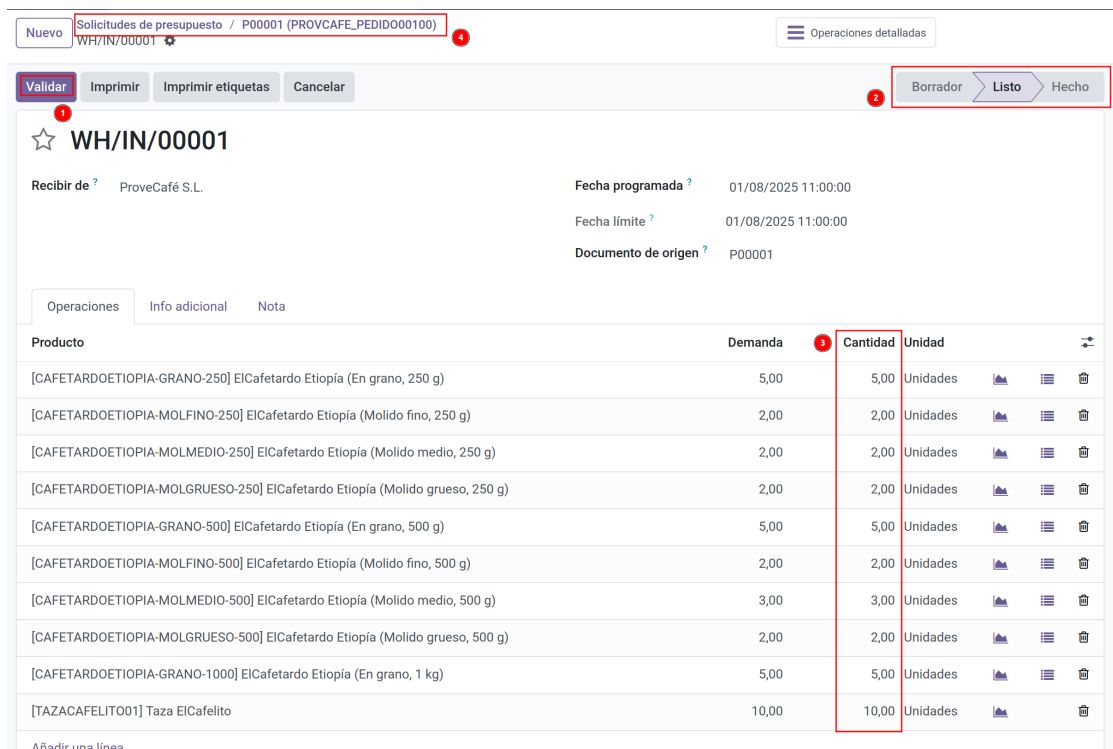 Nuevo
Solicitudes de presupuesto / P00001 (PROVCAFE_PEDIDO00100)
WH/IN/00001
4
Operaciones detalladas
Validar Imprimir Imprimir etiquetas Cancelar
1
2
Borrador Listo Hecho
WH/IN/00001
Recibir de ? ProveCafé S.L.
Fecha programada ? 01/08/2025 11:00:00
Fecha límite ? 01/08/2025 11:00:00
Documento de origen ? P00001
Operaciones Info adicional Nota
Producto Demanda 3 Cantidad Unidad
[CAFETARDOETIOPIA-GRANO-250] ElCafetardo Etiopía (En grano, 250 g) 5,00 5,00 Unidades
[CAFETARDOETIOPIA-MOLFINO-250] ElCafetardo Etiopía (Molido fino, 250 g) 2,00 2,00 Unidades
[CAFETARDOETIOPIA-MOLMEDIO-250] ElCafetardo Etiopía (Molido medio, 250 g) 2,00 2,00 Unidades
[CAFETARDOETIOPIA-MOLGRUESO-250] ElCafetardo Etiopía (Molido grueso, 250 g) 2,00 2,00 Unidades
[CAFETARDOETIOPIA-GRANO-500] ElCafetardo Etiopía (En grano, 500 g) 5,00 5,00 Unidades
[CAFETARDOETIOPIA-MOLFINO-500] ElCafetardo Etiopía (Molido fino, 500 g) 2,00 2,00 Unidades
[CAFETARDOETIOPIA-MOLMEDIO-500] ElCafetardo Etiopía (Molido medio, 500 g) 3,00 3,00 Unidades
[CAFETARDOETIOPIA-MOLGRUESO-500] ElCafetardo Etiopía (Molido grueso, 500 g) 2,00 2,00 Unidades
[CAFETARDOETIOPIA-GRANO-1000] ElCafetardo Etiopía (En grano, 1 kg) 5,00 5,00 Unidades
[TAZACAFELITO01] Taza ElCafelito 10,00 10,00 Unidades
Añadir una línea